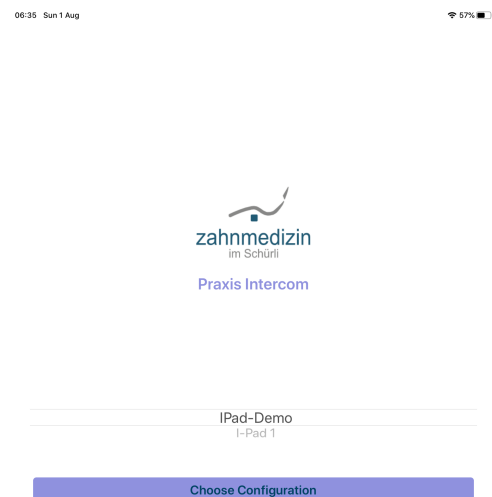 06:35 Sun 1 Aug 57%
zahnmedizin
im Schürli
Praxis Intercom
IPad-Demo
I-Pad 1
Choose Configuration